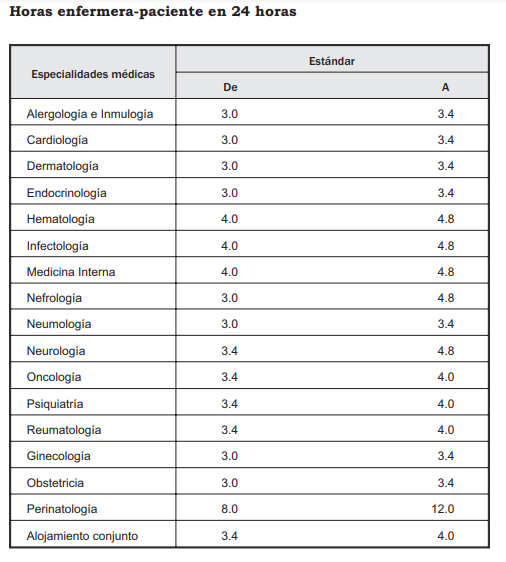 Horas enfermera-paciente en 24 horas
Especialidades médicas
Estándar
De A
Alergología e Inmulogía 3.0 3.4
Cardiología 3.0 3.4
Dermatología 3.0 3.4
Endocrinología 3.0 3.4
Hematología 4.0 4.8
Infectología 4.0 4.8
Medicina Interna 4.0 4.8
Nefrología 3.0 4.8
Neumología 3.0 3.4
Neurología 3.4 4.8
Oncología 3.4 4.0
Psiquiatría 3.4 4.0
Reumatología 3.4 4.0
Ginecología 3.0 3.4
Obstetricia 3.0 3.4
Perinatología 8.0 12.0
Alojamiento conjunto 3.4 4.0